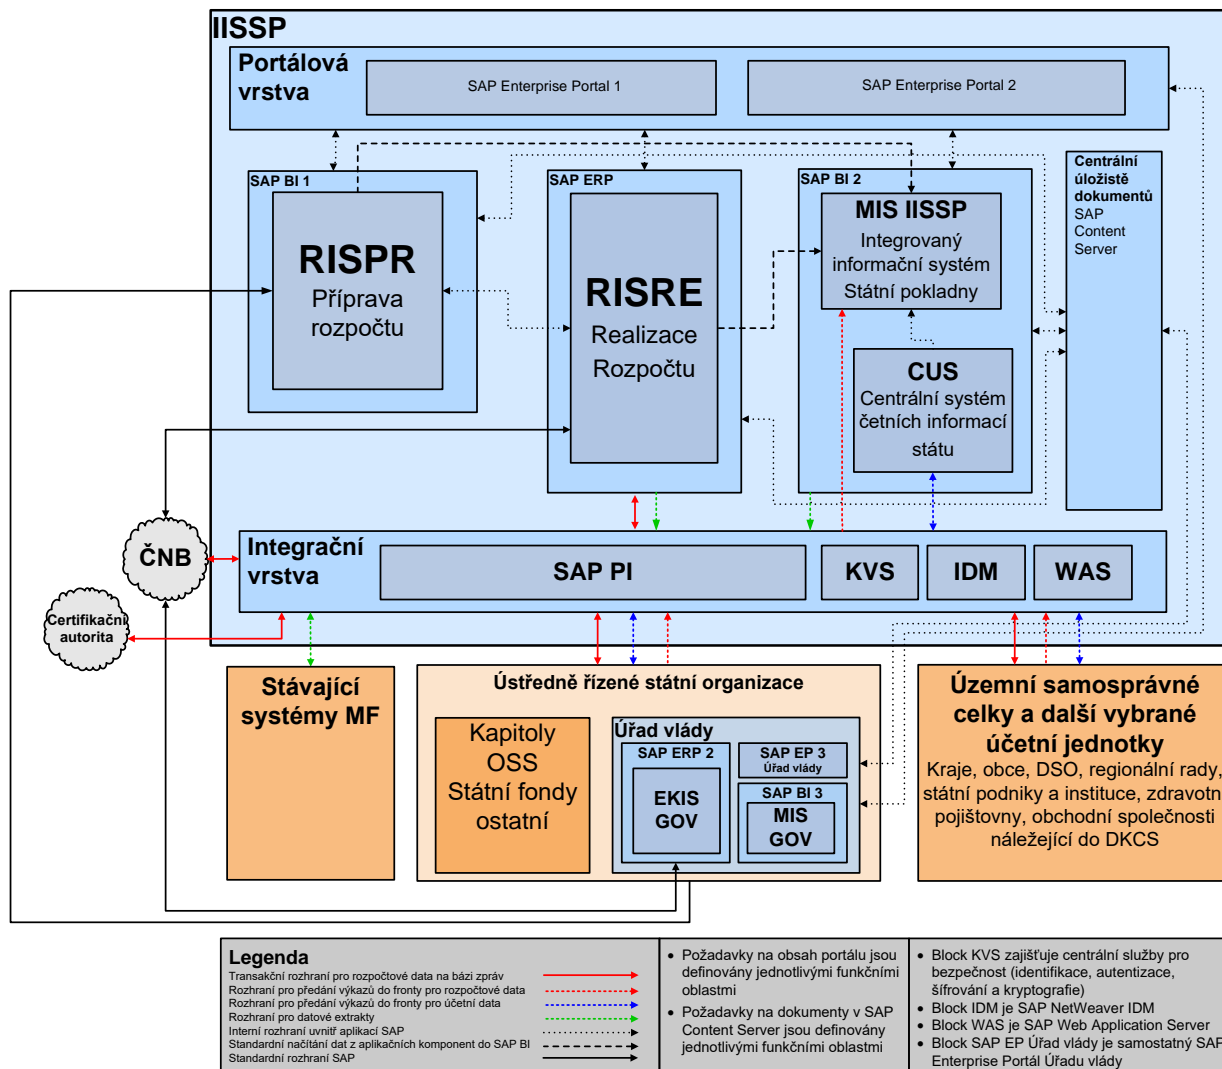 IISSP
Portálová
vrstva
SAP Enterprise Portal 1
SAP Enterprise Portal 2
SAP BI 1
RISPR
Příprava
rozpočtu
SAP ERP
RISRE
Realizace
Rozpočtu
SAP BI 2
MIS IISSP
Integrovaný
informační systém
Státní pokladny
CUS
Centrální systém
četních informací
státu
Centrální
úložistě
dokumentů
SAP
Content
Server
ČNB
Certifikační
autorita
Integrační
vrstva
SAP PI
KVS
IDM
WAS
Stávající
systémy MF
Ústředně řízené státní organizace
Kapitoly
OSS
Státní fondy
ostatní
Úřad vlády
SAP ERP 2
EKIS
GOV
SAP EP 3
Úřad vlády
SAP BI 3
MIS
GOV
Územní samosprávné
celky a další vybrané
účetní jednotky
Kraje, obce, DSO, regionální rady,
státní podniky a instituce, zdravotn
pojištovny, obchodní společnosti
náležející do DKCS
Legenda
Transakční rozhraní pro rozpočtové data na bázi zpráv
Rozhraní pro předání výkazů do fronty pro rozpočtové data
Rozhraní pro předání výkazů do fronty pro účetní data
Rozhraní pro datové extrakty
Interní rozhraní uvnitř aplikací SAP
Standardní načítání dat z aplikačních komponent do SAP BI
Standardní rozhraní SAP
• Požadavky na obsah portálu jsou
definovány jednotlivými funkčními
oblastmi
• Požadavky na dokumenty v SAP
Content Server jsou definovány
jednotlivými funkčními oblastmi
• Block KVS zajišťuje centrální služby pro
bezpečnost (identifikace, autentizace,
šifrování a kryptografie)
• Block IDM je SAP NetWeaver IDM
• Block WAS je SAP Web Application Server
• Block SAP EP Úřad vlády je samostatný SAP
Enterprise Portál Úřadu vlády